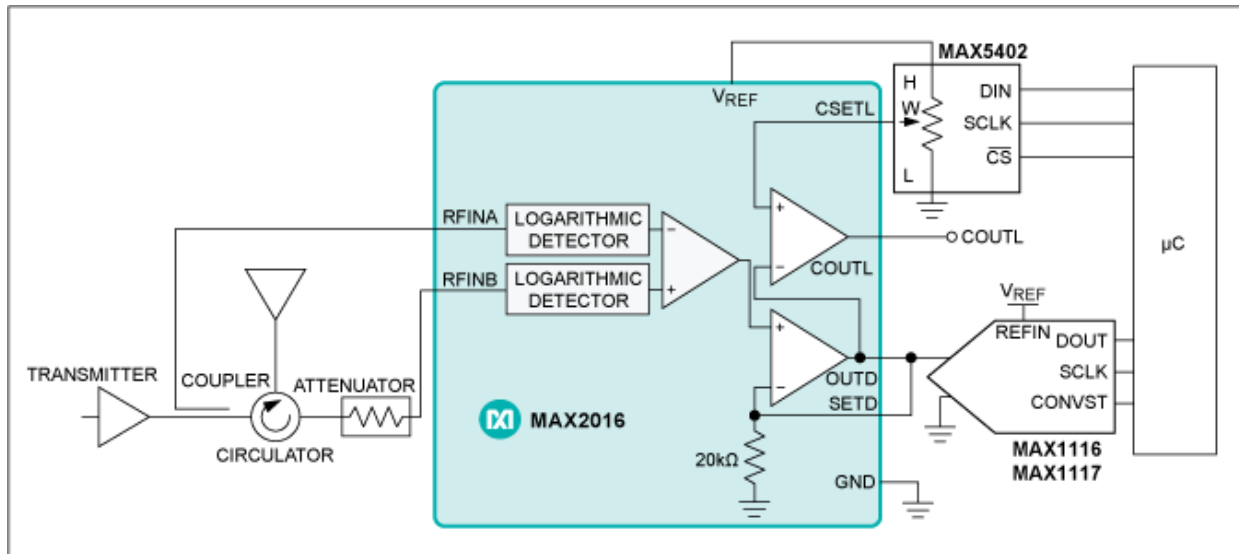 MAX5402
VREF
H
W
L
DIN
SCLK
CS
CSETL
RFINA
LOGARITHMIC
DETECTOR
−
+
RFINB
LOGARITHMIC
DETECTOR
+
−
COUTL
COUTL
µC
VREF
REFIN
DOUT
SCLK
CONVST
MAX1116
MAX1117
+
−
OUTD
SETD
TRANSMITTER
COUPLER
ATTENUATOR
CIRCULATOR
MAX2016
20kΩ
GND